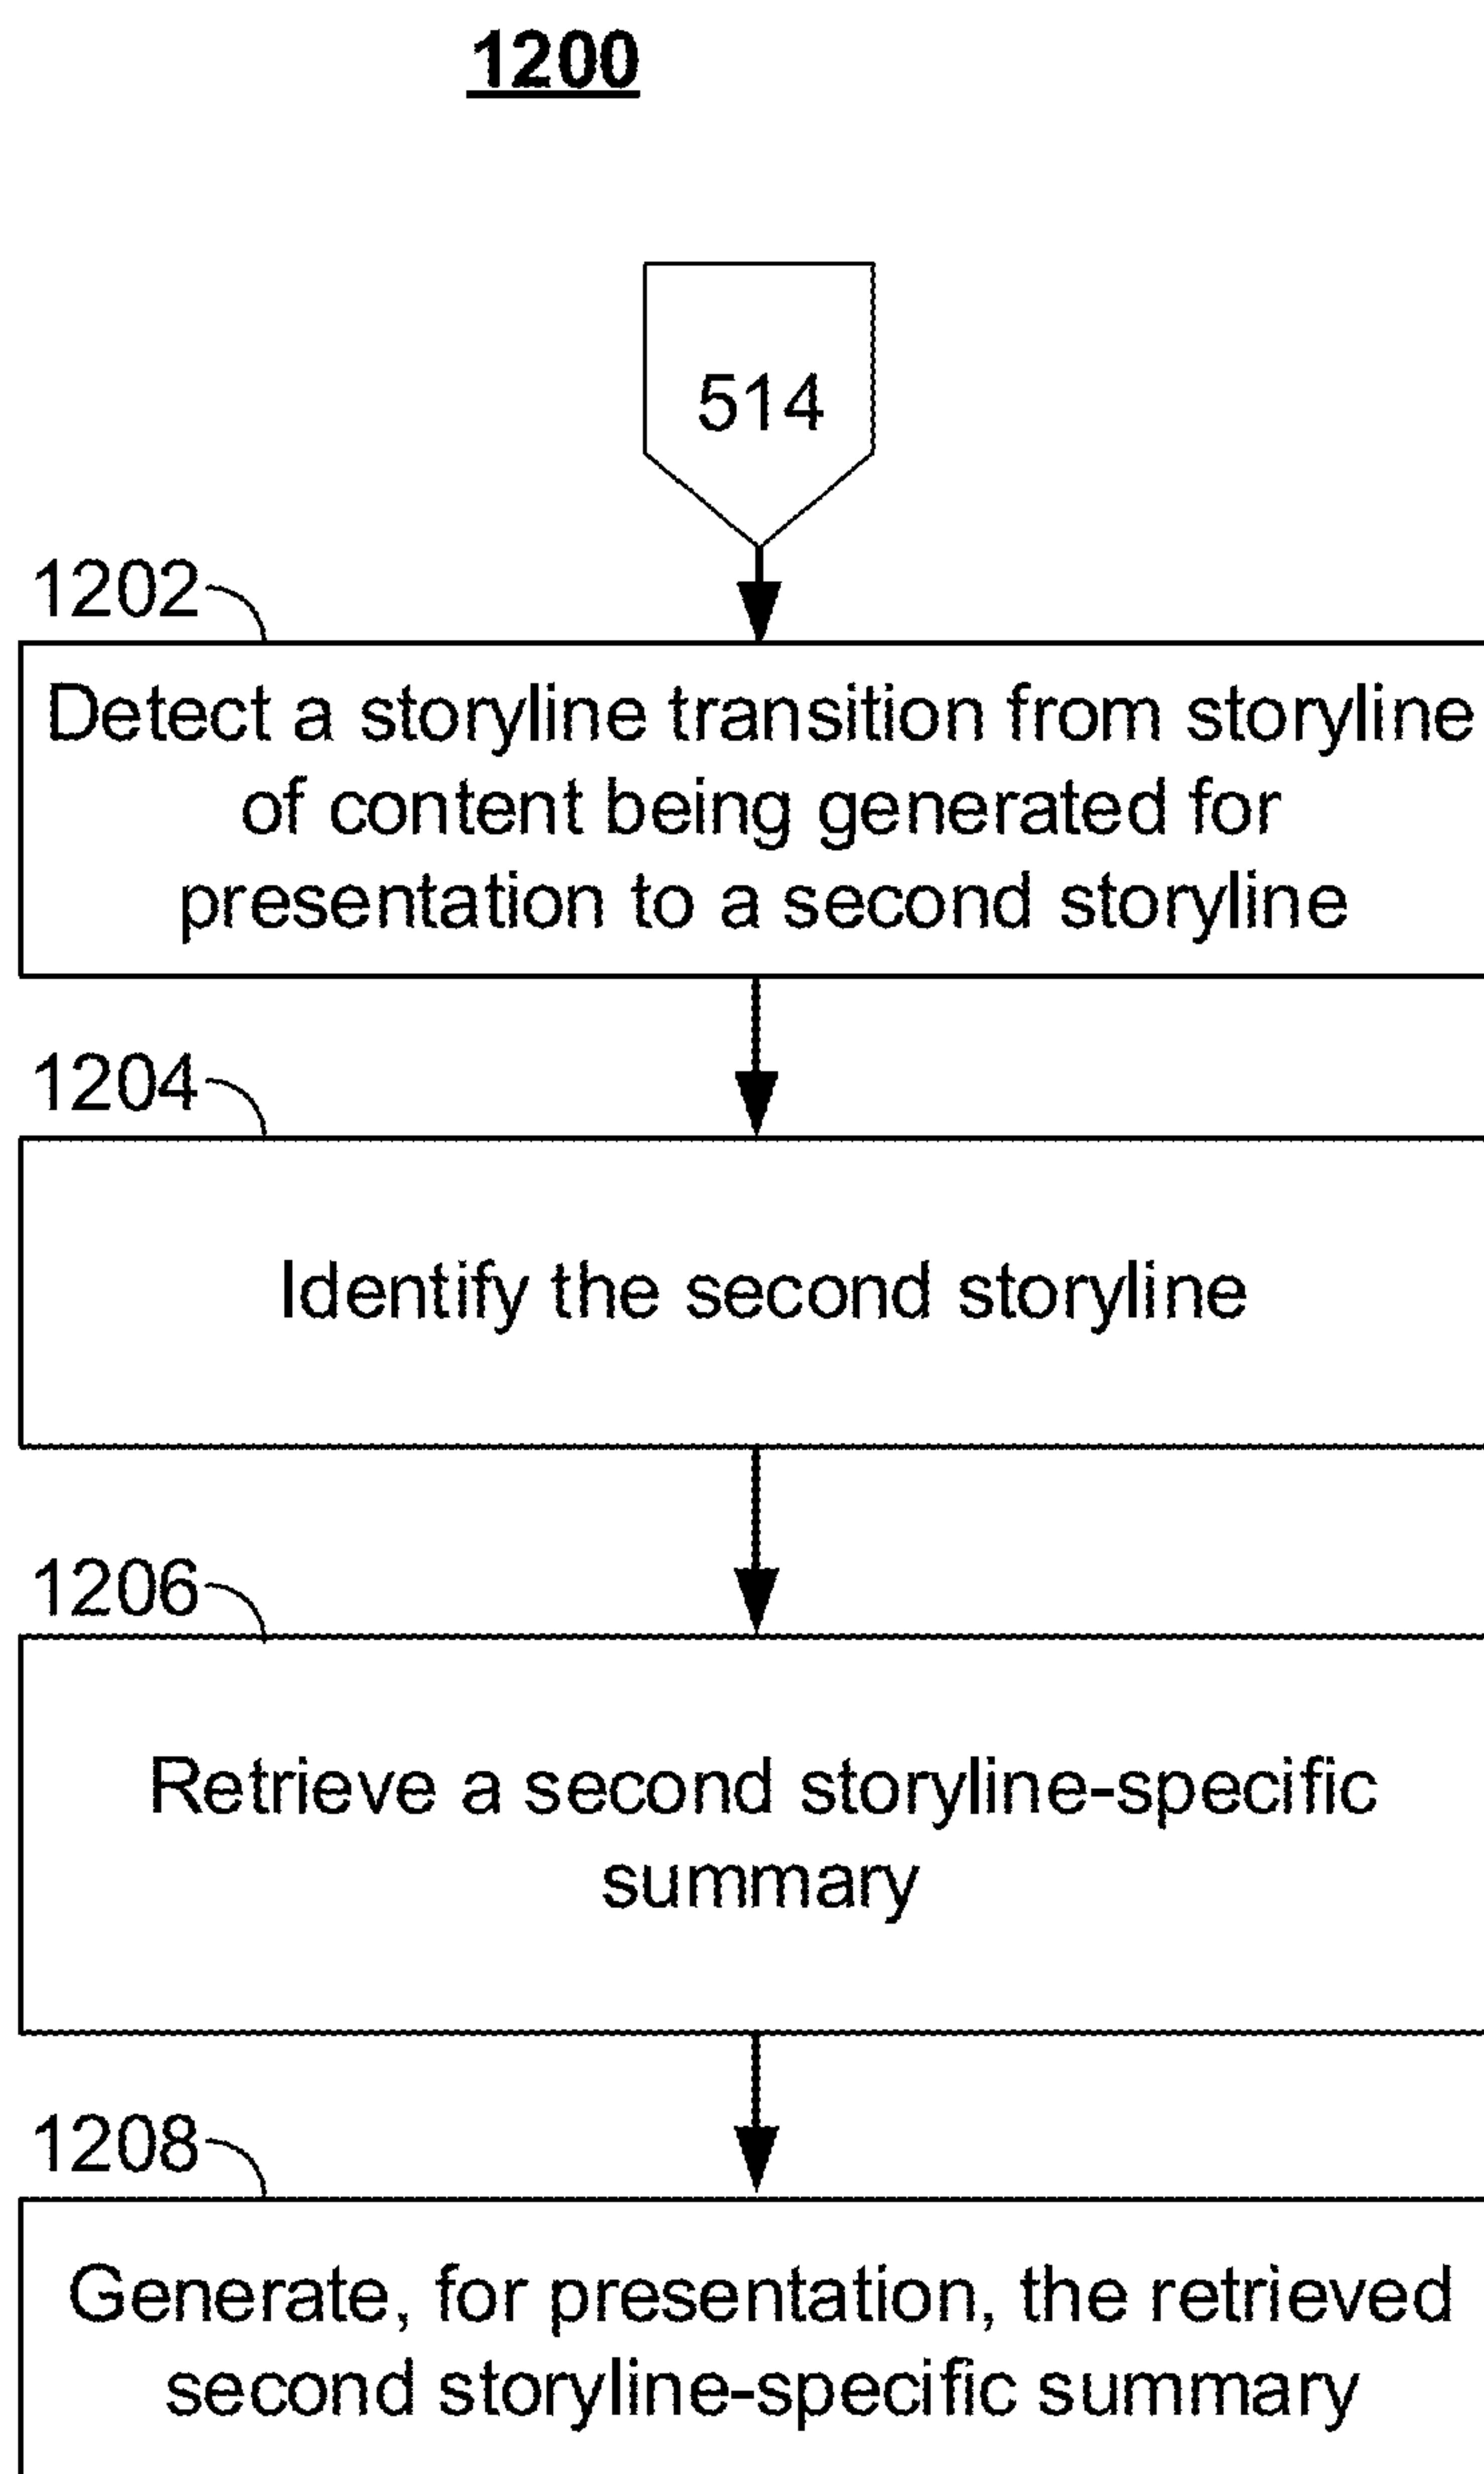 1200
514
1202
Detect a storyline transition from storyline
of content being generated for
presentation to a second storyline
1204
Identify the second storyline
1206
Retrieve a second storyline-specific
summary
1208
Generate, for presentation, the retrieved
second storyline-specific summary